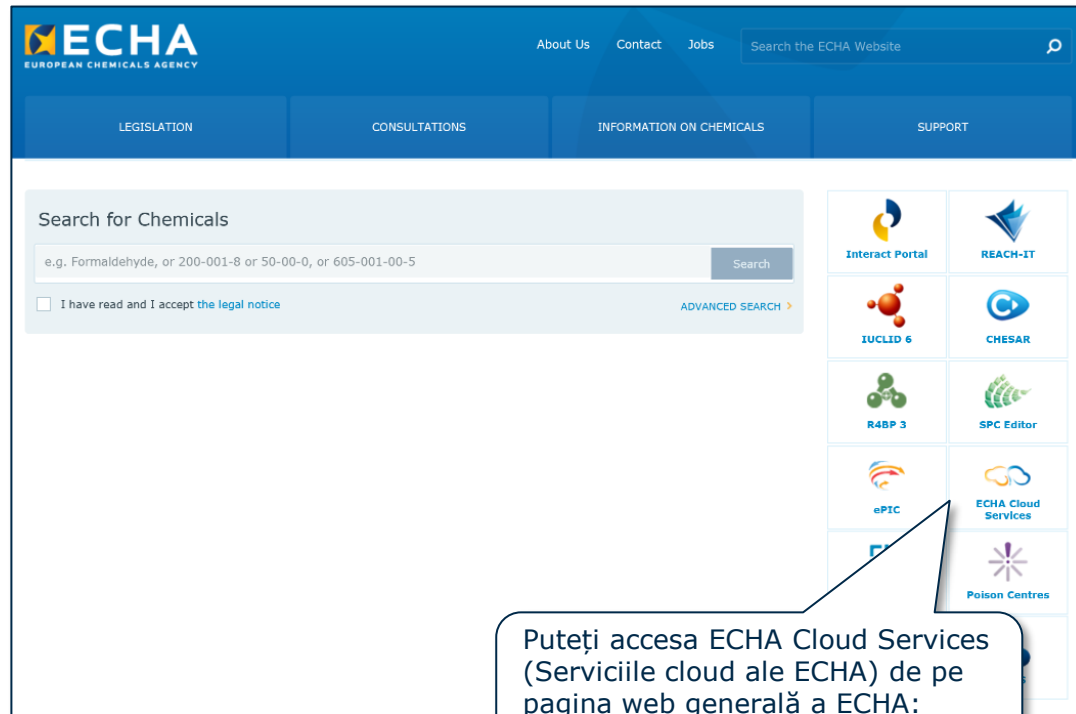 ECHA
EUROPEAN CHEMICALS AGENCY
About Us Contact Jobs Search the ECHA Website
LEGISLATION CONSULTATIONS INFORMATION ON CHEMICALS SUPPORT
Search for Chemicals
e.g. Formaldehyde, or 200-001-8 or 50-00-0, or 605-001-00-5 Search
I have read and I accept the legal notice ADVANCED SEARCH >
Interact Portal REACH-IT
IUCLID 6 CHESAR
R4BP 3 SPC Editor
ePIC ECHA Cloud
Services
Poison Centres
Puteți accesa ECHA Cloud Services
(Serviciile cloud ale ECHA) de pe
pagina web generală a ECHA: